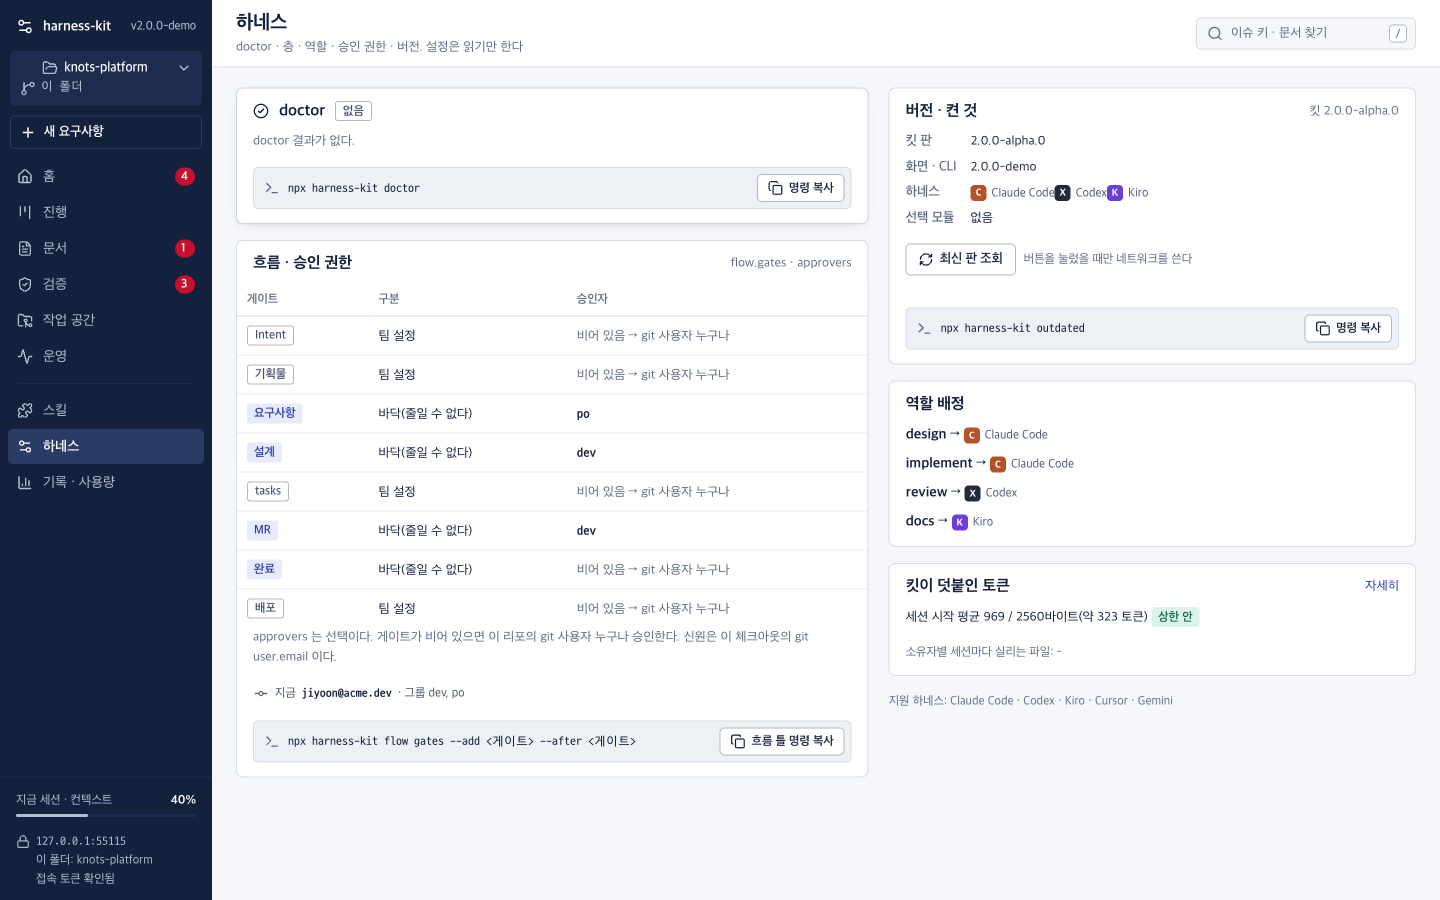 harness-kit v2.0.0-demo
knots-platform
이 폴더
새 요구사항
홈 4
진행
문서 1
검증 3
작업 공간
운영
스킬
하네스
기록 · 사용량
지금 세션 · 컨텍스트 40%
127.0.0.1:55115
이 폴더: knots-platform
접속 토큰 확인됨
하네스
doctor · 층 · 역할 · 승인 권한 · 버전. 설정은 읽기만 한다
이슈 키 · 문서 찾기 /
doctor 없음
doctor 결과가 없다.
>_ npx harness-kit doctor 명령 복사
흐름 · 승인 권한 flow.gates · approvers
게이트 구분 승인자
Intent 팀 설정 비어 있음 → git 사용자 누구나
기획물 팀 설정 비어 있음 → git 사용자 누구나
요구사항 바닥(줄일 수 없다) po
설계 바닥(줄일 수 없다) dev
tasks 팀 설정 비어 있음 → git 사용자 누구나
MR 바닥(줄일 수 없다) dev
완료 바닥(줄일 수 없다) 비어 있음 → git 사용자 누구나
배포 팀 설정 비어 있음 → git 사용자 누구나
approvers 는 선택이다. 게이트가 비어 있으면 이 리포의 git 사용자 누구나 승인한다. 신원은 이 체크아웃의 git
user.email 이다.
지금 jiyoon@acme.dev · 그룹 dev, po
>_ npx harness-kit flow gates --add <게이트> --after <게이트> 흐름 틀 명령 복사
버전 · 켠 것 킷 2.0.0-alpha.0
킷 판 2.0.0-alpha.0
화면 · CLI 2.0.0-demo
하네스 C Claude Code X Codex K Kiro
선택 모듈 없음
최신 판 조회 버튼을 눌렀을 때만 네트워크를 쓴다
>_ npx harness-kit outdated 명령 복사
역할 배정
design → C Claude Code
implement → C Claude Code
review → X Codex
docs → K Kiro
킷이 덧붙인 토큰 자세히
세션 시작 평균 969 / 2560바이트(약 323 토큰) 상한 안
소유자별 세션마다 실리는 파일: -
지원 하네스: Claude Code · Codex · Kiro · Cursor · Gemini